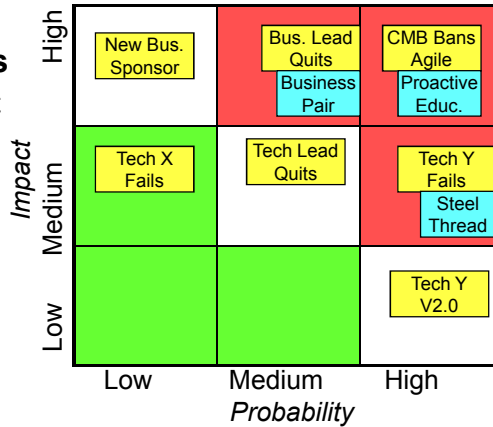 s
High
New Bus.
Sponsor
Bus. Lead
Quits
Business
Pair
CMB Bans
Agile
Proactive
Educ.
Impact
Medium
Tech X
Fails
Tech Lead
Quits
Tech Y
Fails
Steel
Thread
Low
Tech Y
V2.0
Low
Medium
High
Probability